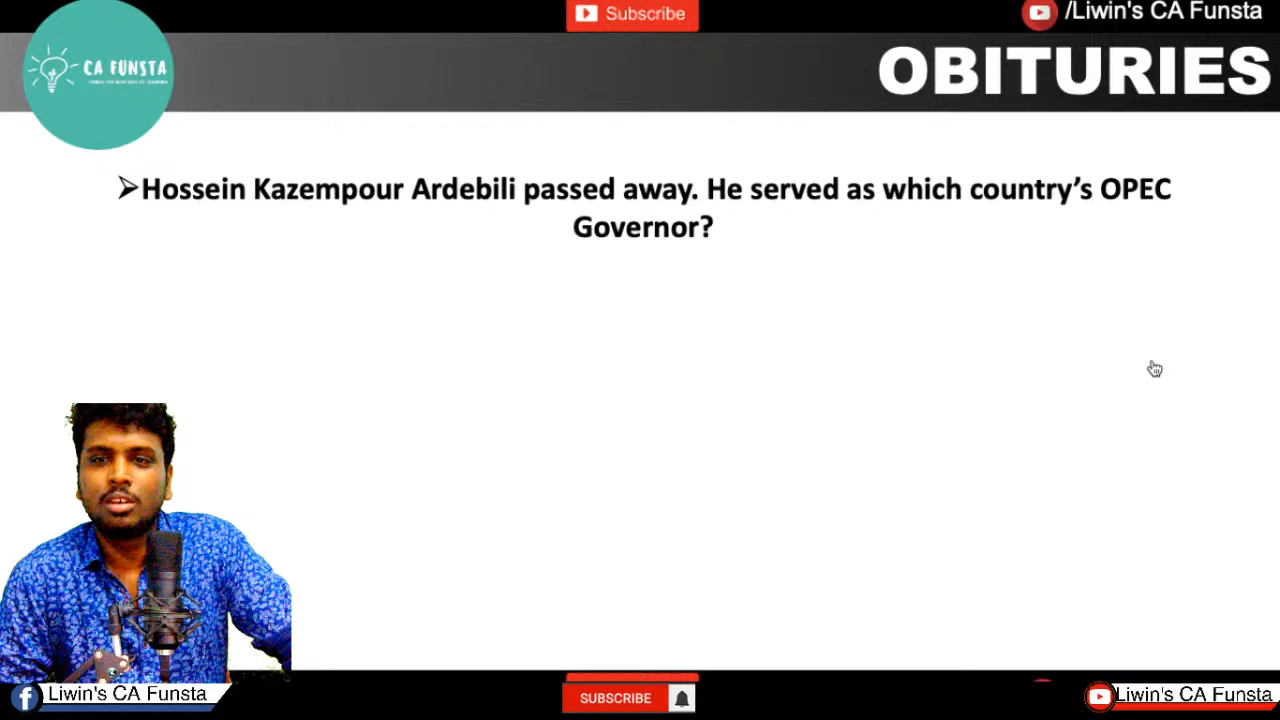 Subscribe
/Liwin's CA Funsta
CA FUNSTA
OBITURIES
➢Hossein Kazempour Ardebili passed away. He served as which country's OPEC
Governor?
Liwin's CA Funsta
SUBSCRIBE
Liwin's CA Funsta